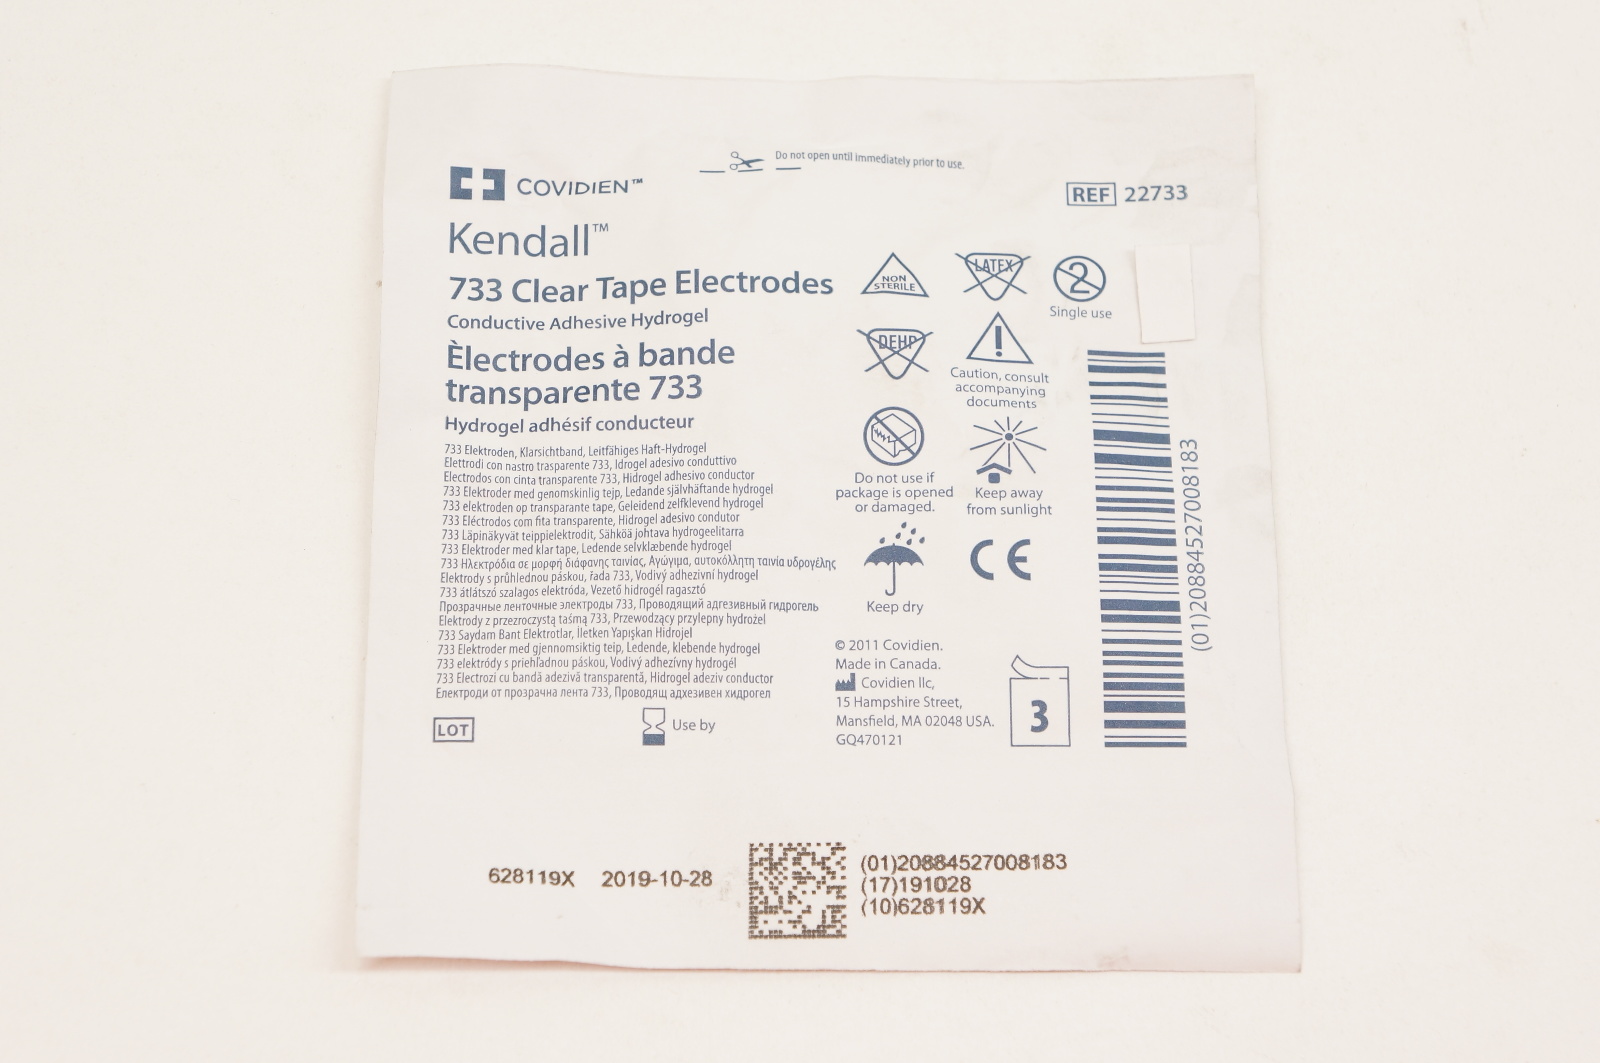 Do not open until immediately prior to use.
COVIDIEN™
REF 22733
Kendall™
733 Clear Tape Electrodes
Conductive Adhesive Hydrogel
Èlectrodes à bande
transparente 733
Hydrogel adhésif conducteur
733 Elektroden, Klarsichtband, Leitfähiges Haft-Hydrogel
Elettrodi con nastro trasparente 733, Idrogel adesivo conduttivo
Electrodos con cinta transparente 733, Hidrogel adhesivo conductor
733 Elektroder med genomskinlig tejp, Ledande självhäftande hydrogel
733 elektroden op transparante tape, Geleidend zelfklevend hydrogel
733 Eléctrodos com fita transparente, Hidrogel adesivo condutor
733 Läpinäkyvät teippielektrodit, Sähköä johtava hydrogeelitarra
733 Elektroder med klar tape, Ledende selvklæbende hydrogel
733 Ηλεκτρόδια σε μορφή διάφανης ταινίας, Αγώγιμα, αυτοκόλλητη ταινία υδρογέλης
Elektrody s průhlednou páskou, řada 733, Vodivý adhezivní hydrogel
733 átlátszó szalagos elektróda, Vezető hidrogél ragasztó
Прозрачные ленточные электроды 733, Проводящий адгезивный гидрогель
Elektrody z przezroczystą taśmą 733, Przewodzący przylepny hydrożel
733 Saydam Bant Elektrotlar, İletken Yapışkan Hidrojel
733 Elektroder med gjennomsiktig teip, Ledende, klebende hydrogel
733 elektródy s priehľadnou páskou, Vodivý adhezívny hydrogél
733 Electrozi cu bandă adezivă transparentă, Hidrogel adeziv conductor
Електроди от прозрачна лента 733, Проводящ адхезивен хидрогел
LOT
Use by
NON
STERILE
LATEX
2
Single use
DEHP
!
Caution, consult
accompanying
documents
Do not use if
package is opened
or damaged.
Keep away
from sunlight
Keep dry
CE
© 2011 Covidien.
Made in Canada.
Covidien llc,
15 Hampshire Street,
Mansfield, MA 02048 USA.
GQ470121
3
(01)20884527008183
628119X 2019-10-28
(01)20884527008183
(17)191028
(10)628119X